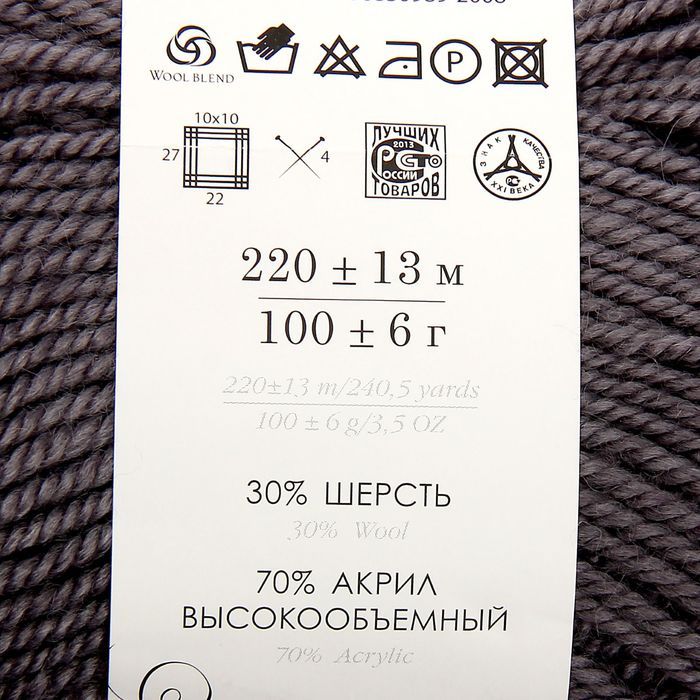 WOOL BLEND
P
10x10
27
22
4
ЛУЧШИХ
2013
РОССИИ
ТОВАРОВ
ЗНАК КАЧЕСТВА
XXI ВЕКА
220 ± 13 м
100 ± 6 г
220±13 m/240,5 yards
100 ± 6 g/3,5 OZ
30% ШЕРСТЬ
30% Wool
70% АКРИЛ
ВЫСОКООБЪЕМНЫЙ
70% Acrylic